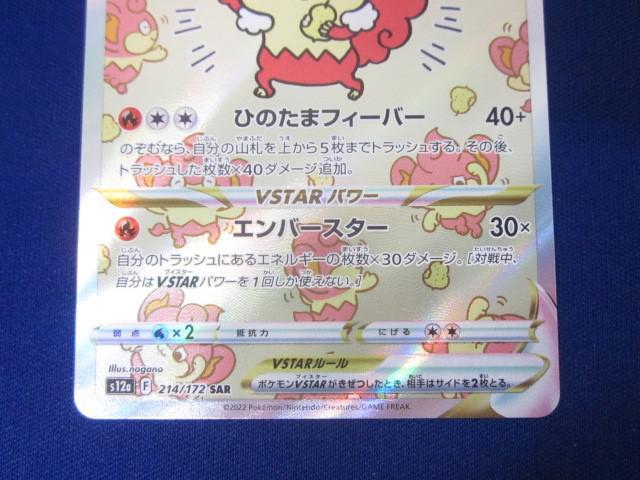 ひのたまフィーバー 40+
のぞむなら、自分の山札を上から5枚までトラッシュする。その後、
トラッシュした枚数×40ダメージ追加。
VSTARパワー
エンバースター 30×
自分のトラッシュにあるエネルギーの枚数×30ダメージ。[対戦中、
自分はVSTARパワーを1回しか使えない。]
弱点 ×2 抵抗力 にげる
Illus.nagano
VSTARルール
s12a F 214/172 SAR
ポケモンVSTARがきぜつしたとき、相手はサイドを2枚とる。
©2022 Pokémon/Nintendo/Creatures/GAME FREAK.